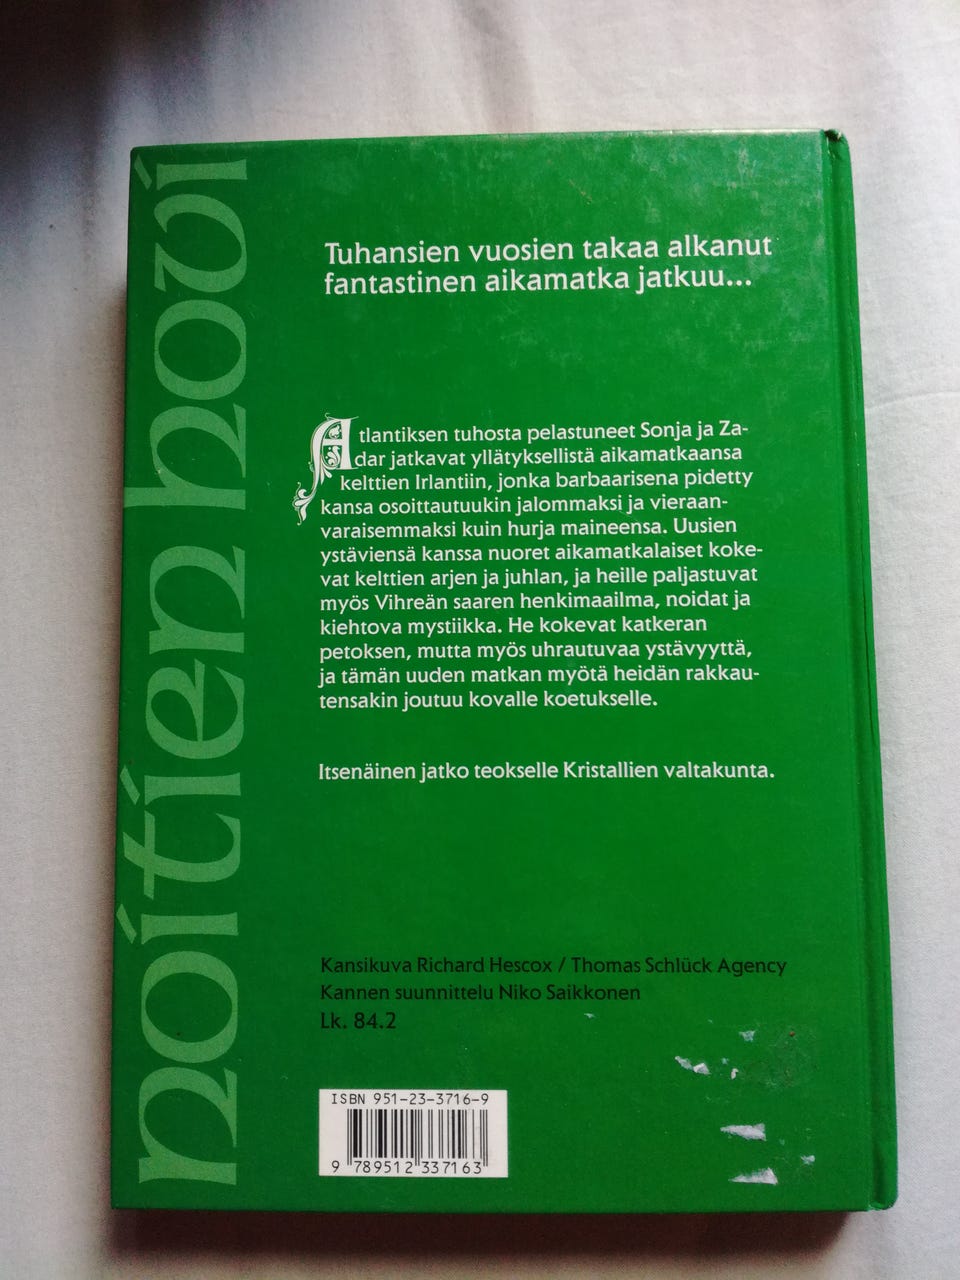 noitien hovi
Tuhansien vuosien takaa alkanut
fantastinen aikamatka jatkuu...
Atlantiksen tuhosta pelastuneet Sonja ja Za-
dar jatkavat yllätyksellistä aikamatkaansa
kelttien Irlantiin, jonka barbaarisena pidetty
kansa osoittautuukin jalommaksi ja vieraan-
varaisemmaksi kuin hurja maineensa. Uusien
ystäviensä kanssa nuoret aikamatkalaiset koke-
vat kelttien arjen ja juhlan, ja heille paljastuvat
myös Vihreän saaren henkimaailma, noidat ja
kiehtova mystiikka. He kokevat katkeran
petoksen, mutta myös uhrautuvaa ystävyyttä,
ja tämän uuden matkan myötä heidän rakkau-
tensakin joutuu kovalle koetukselle.
Itsenäinen jatko teokselle Kristallien valtakunta.
Kansikuva Richard Hescox / Thomas Schlück Agency
Kannen suunnittelu Niko Saikkonen
Lk. 84.2
ISBN 951-23-3716-9
9 789512 337163